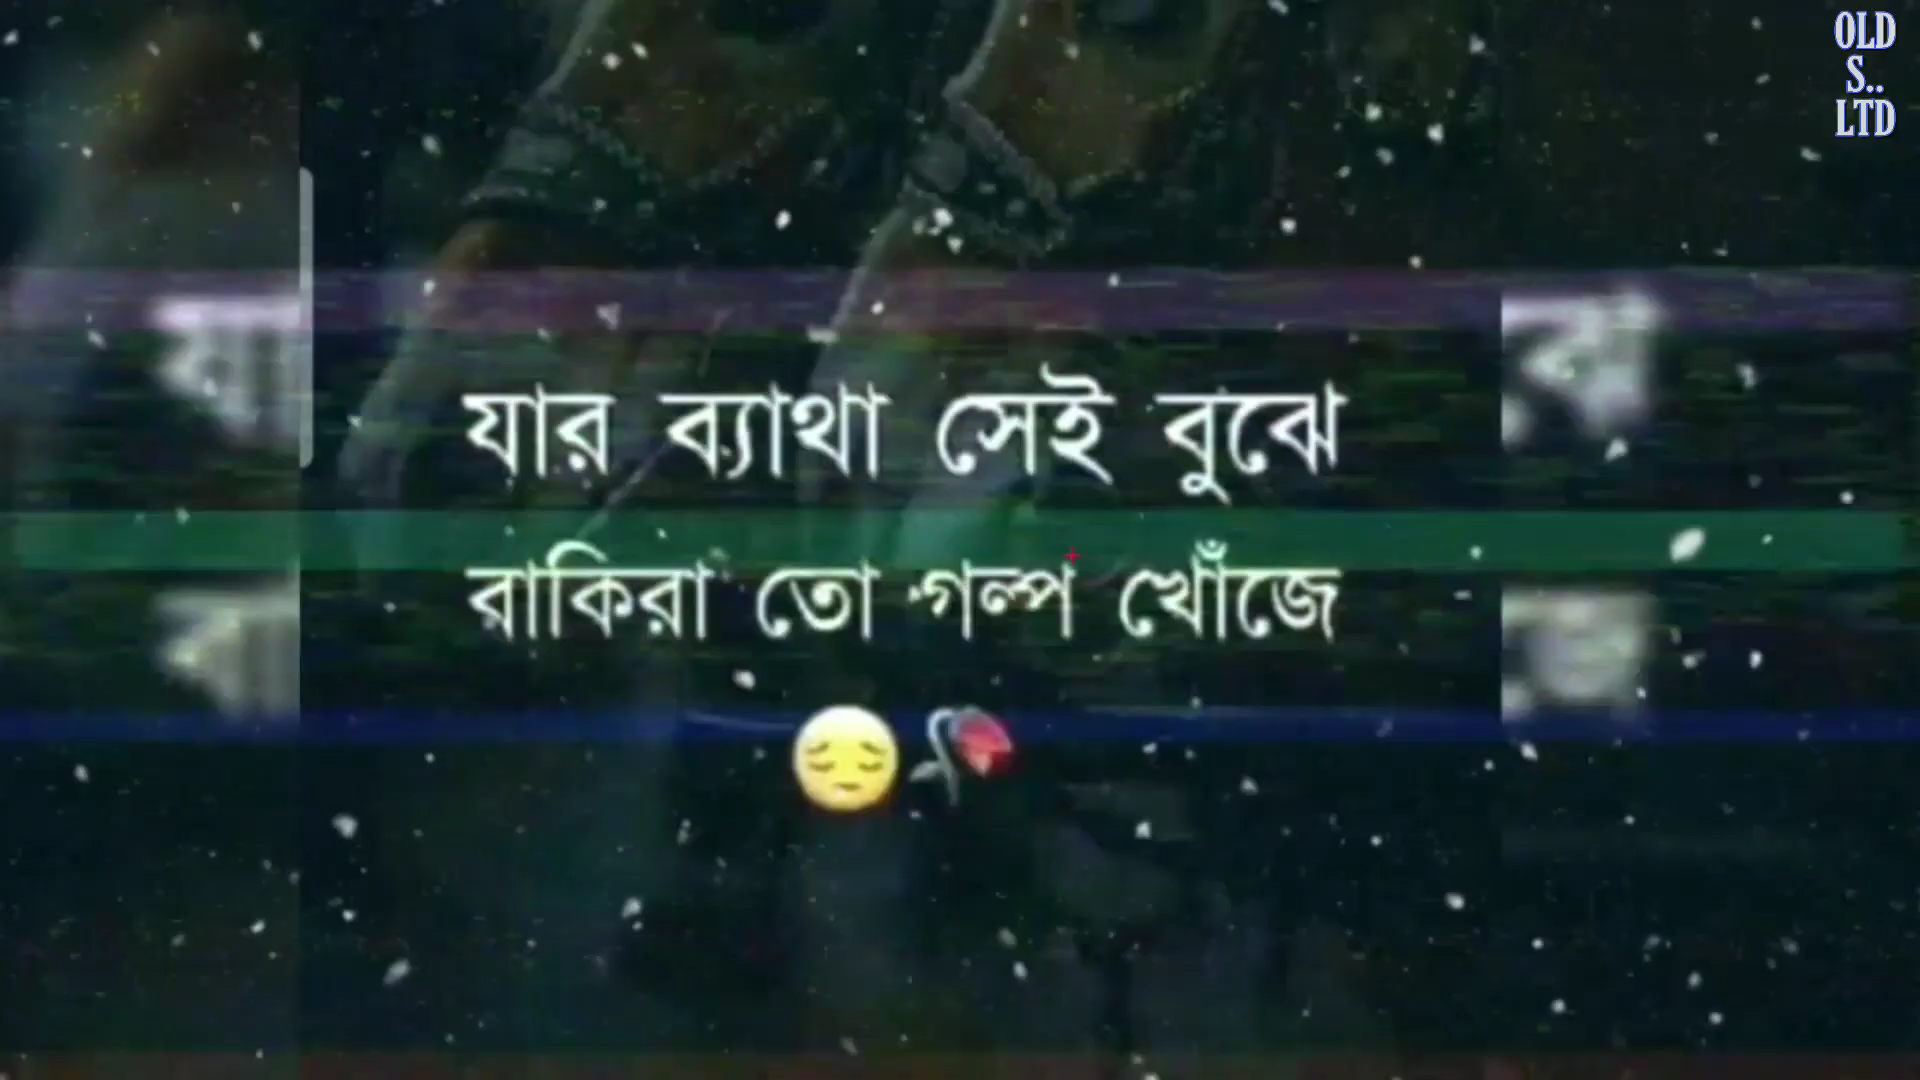 OLD
S..
LTD
যার ব্যাথা সেই বুঝে
বাকিরা তো গল্প খোঁজে
😔🥀